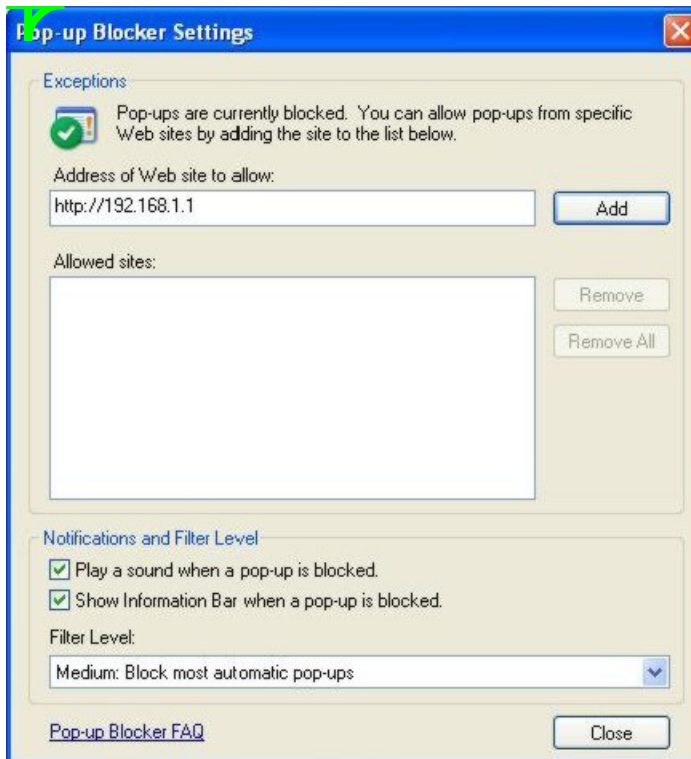 Pop-up Blocker Settings
Exceptions
Pop-ups are currently blocked. You can allow pop-ups from specific
Web sites by adding the site to the list below.
Address of Web site to allow:
http://192.168.1.1
Add
Allowed sites:
Remove
Remove All
Notifications and Filter Level
Play a sound when a pop-up is blocked.
Show Information Bar when a pop-up is blocked.
Filter Level:
Medium: Block most automatic pop-ups
Pop-up Blocker FAQ
Close